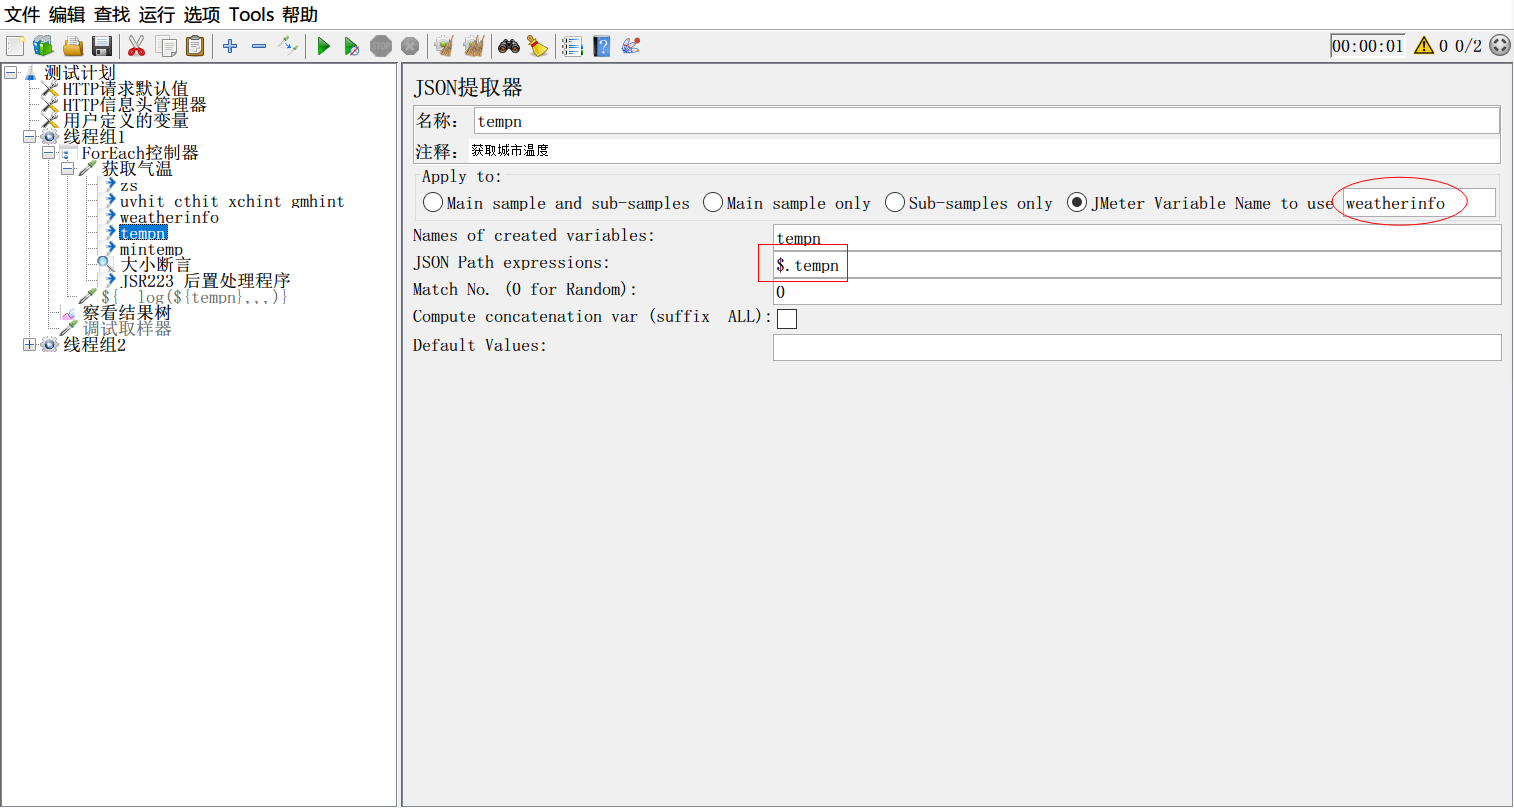 文件 编辑 查找 运行 选项 Tools 帮助
STOP
00:00:01
0 0/2
测试计划
HTTP请求默认值
HTTP信息头管理器
用户定义的变量
线程组1
ForEach控制器
获取气温
zs
uvhit cthit xchint gmhint
weatherinfo
tempn
mintemp
大小断言
JSR223 后置处理程序
${__log(${tempn},,,)}
察看结果树
调试取样器
线程组2
JSON提取器
名称： tempn
注释： 获取城市温度
Apply to:
Main sample and sub-samples Main sample only Sub-samples only JMeter Variable Name to use weatherinfo
Names of created variables: tempn
JSON Path expressions: $.tempn
Match No. (0 for Random): 0
Compute concatenation var (suffix _ALL):
Default Values: